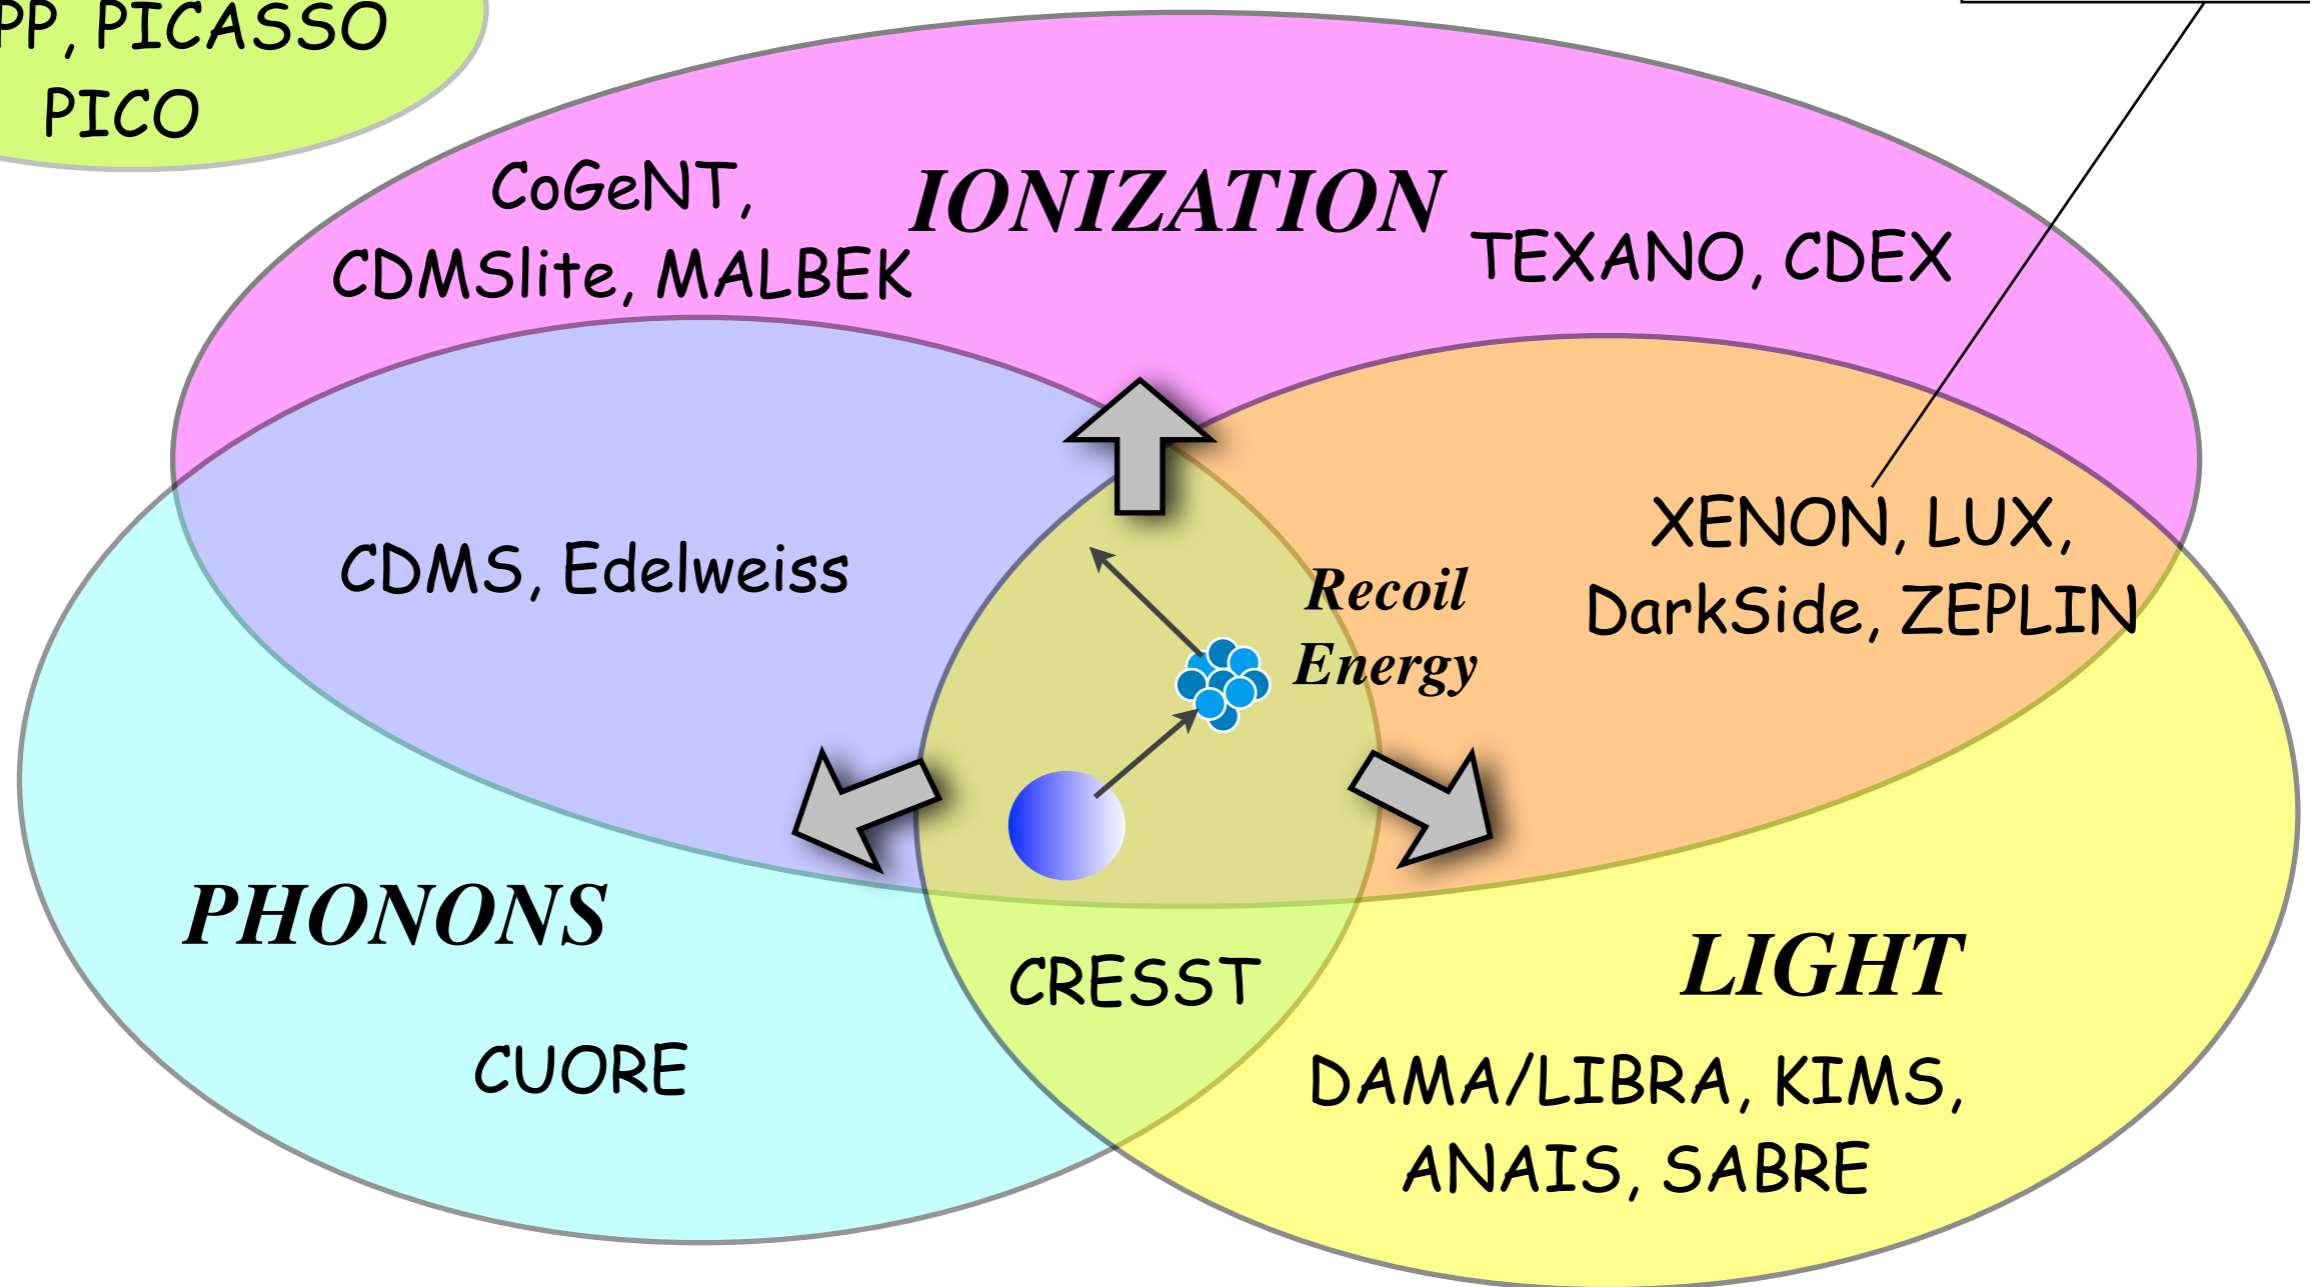 PICASSO
PICO
CoGeNT,
CDMSlite, MALBEK
IONIZATION
TEXANO, CDEX
CDMS, Edelweiss
Recoil
Energy
XENON, LUX,
DarkSide, ZEPLIN
PHONONS
CUORE
CRESST
LIGHT
DAMA/LIBRA, KIMS,
ANAIS, SABRE